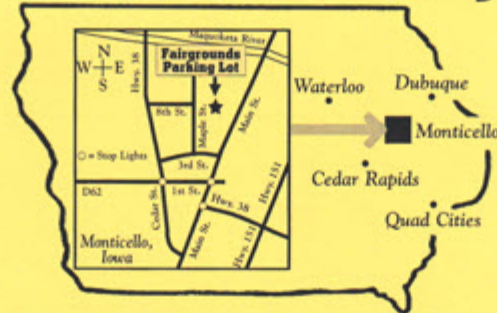 Maquoketa River
N
W E
S
Hwy. 38
Fairgrounds
Parking Lot
8th St.
Maple St.
Main St.
○ = Stop Lights
3rd St.
D62
1st St.
Cedar St.
Hwy. 38
Hwy. 151
Main St.
Hwy. 151
Monticello,
Iowa
Waterloo
Dubuque
Monticello
Cedar Rapids
Quad Cities